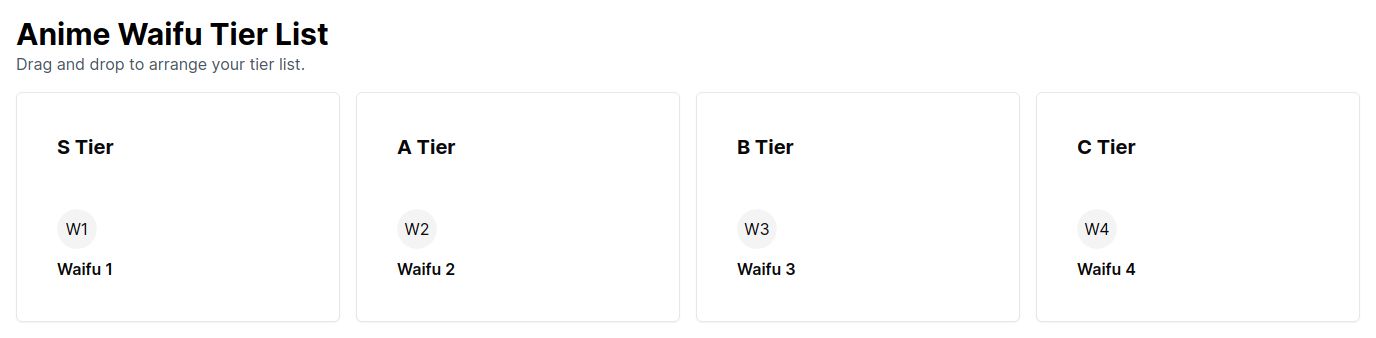 Anime Waifu Tier List
Drag and drop to arrange your tier list.
S Tier
W1
Waifu 1
A Tier
W2
Waifu 2
B Tier
W3
Waifu 3
C Tier
W4
Waifu 4